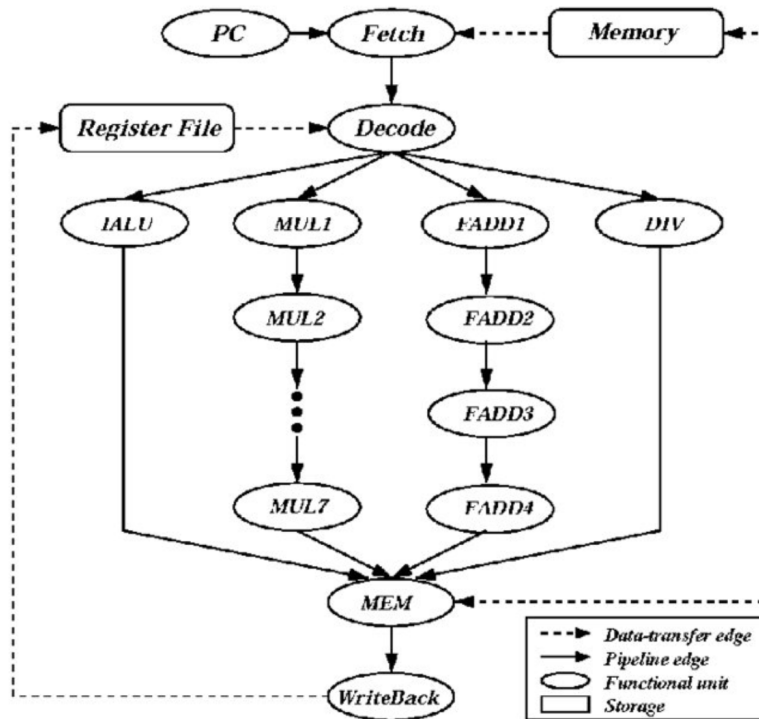 PC
Fetch
Memory
Register File
Decode
IALU
MUL1
FADD1
DIV
MUL2
FADD2
FADD3
MUL7
FADD4
MEM
WriteBack
Data-transfer edge
Pipeline edge
Functional unit
Storage